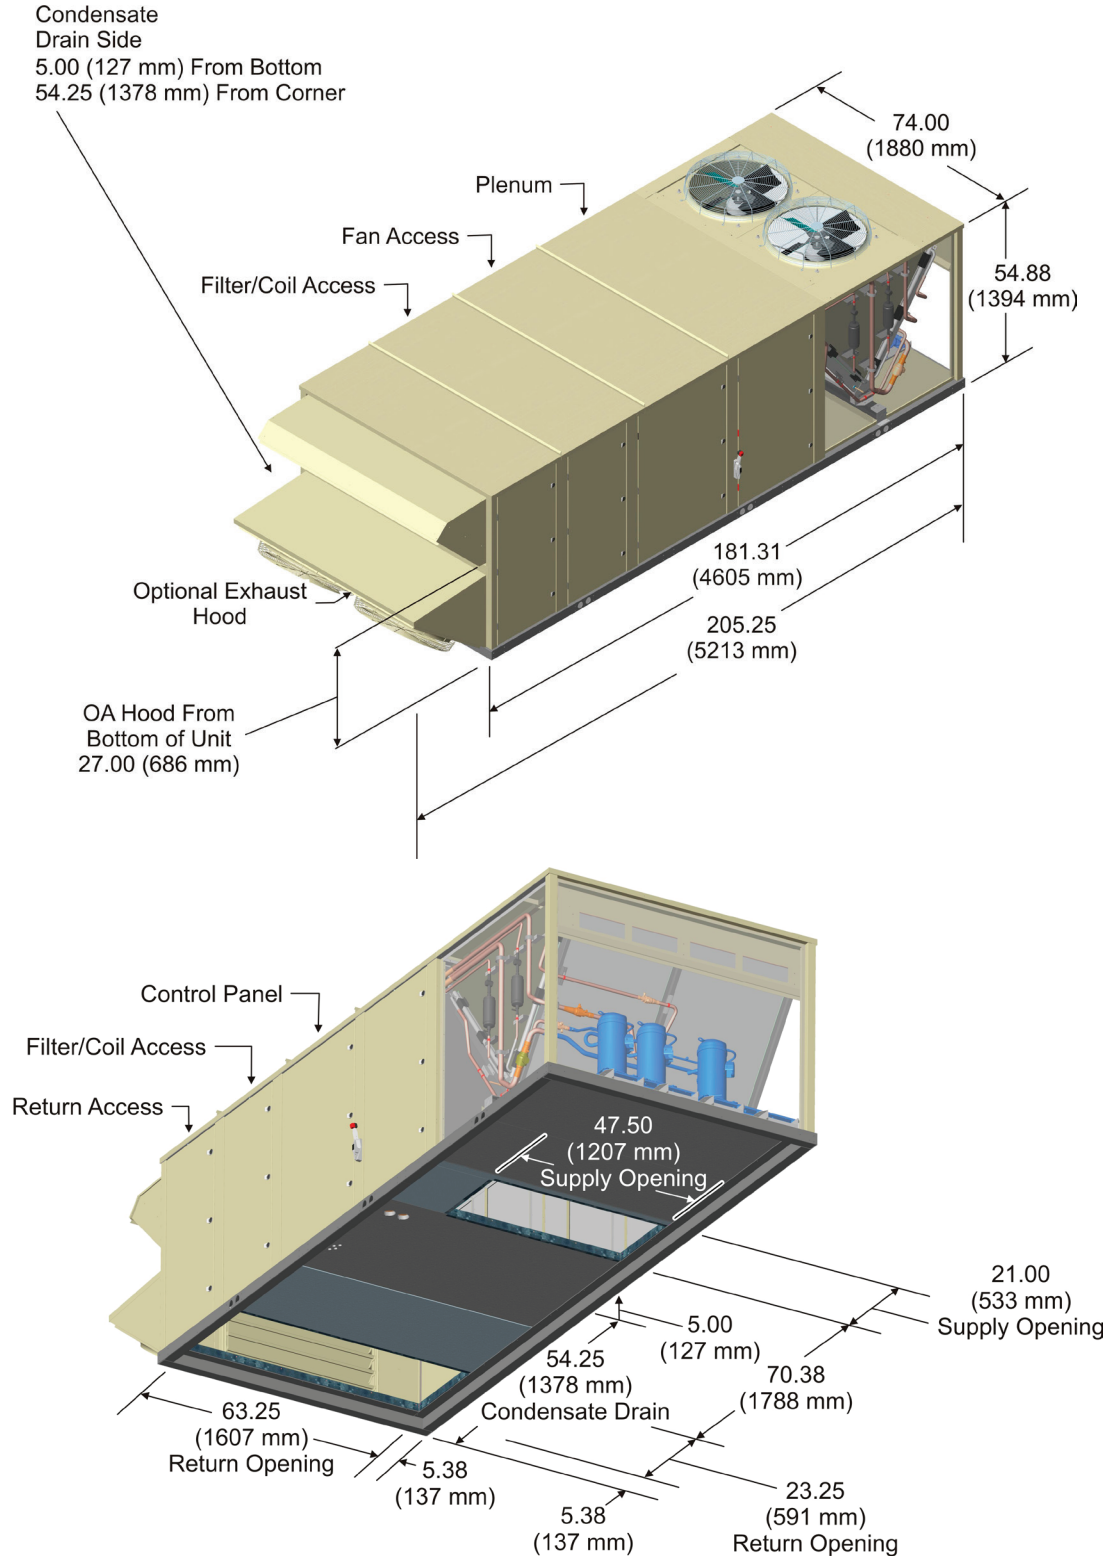 Condensate
Drain Side
5.00 (127 mm) From Bottom
54.25 (1378 mm) From Corner
74.00
(1880 mm)
Plenum
Fan Access
Filter/Coil Access
54.88
(1394 mm)
181.31
(4605 mm)
Optional Exhaust
Hood
205.25
(5213 mm)
OA Hood From
Bottom of Unit
27.00 (686 mm)
Control Panel
Filter/Coil Access
Return Access
47.50
(1207 mm)
Supply Opening
21.00
(533 mm)
Supply Opening
5.00
(127 mm)
54.25
(1378 mm)
Condensate Drain
70.38
(1788 mm)
63.25
(1607 mm)
Return Opening
5.38
(137 mm)
5.38
(137 mm)
23.25
(591 mm)
Return Opening